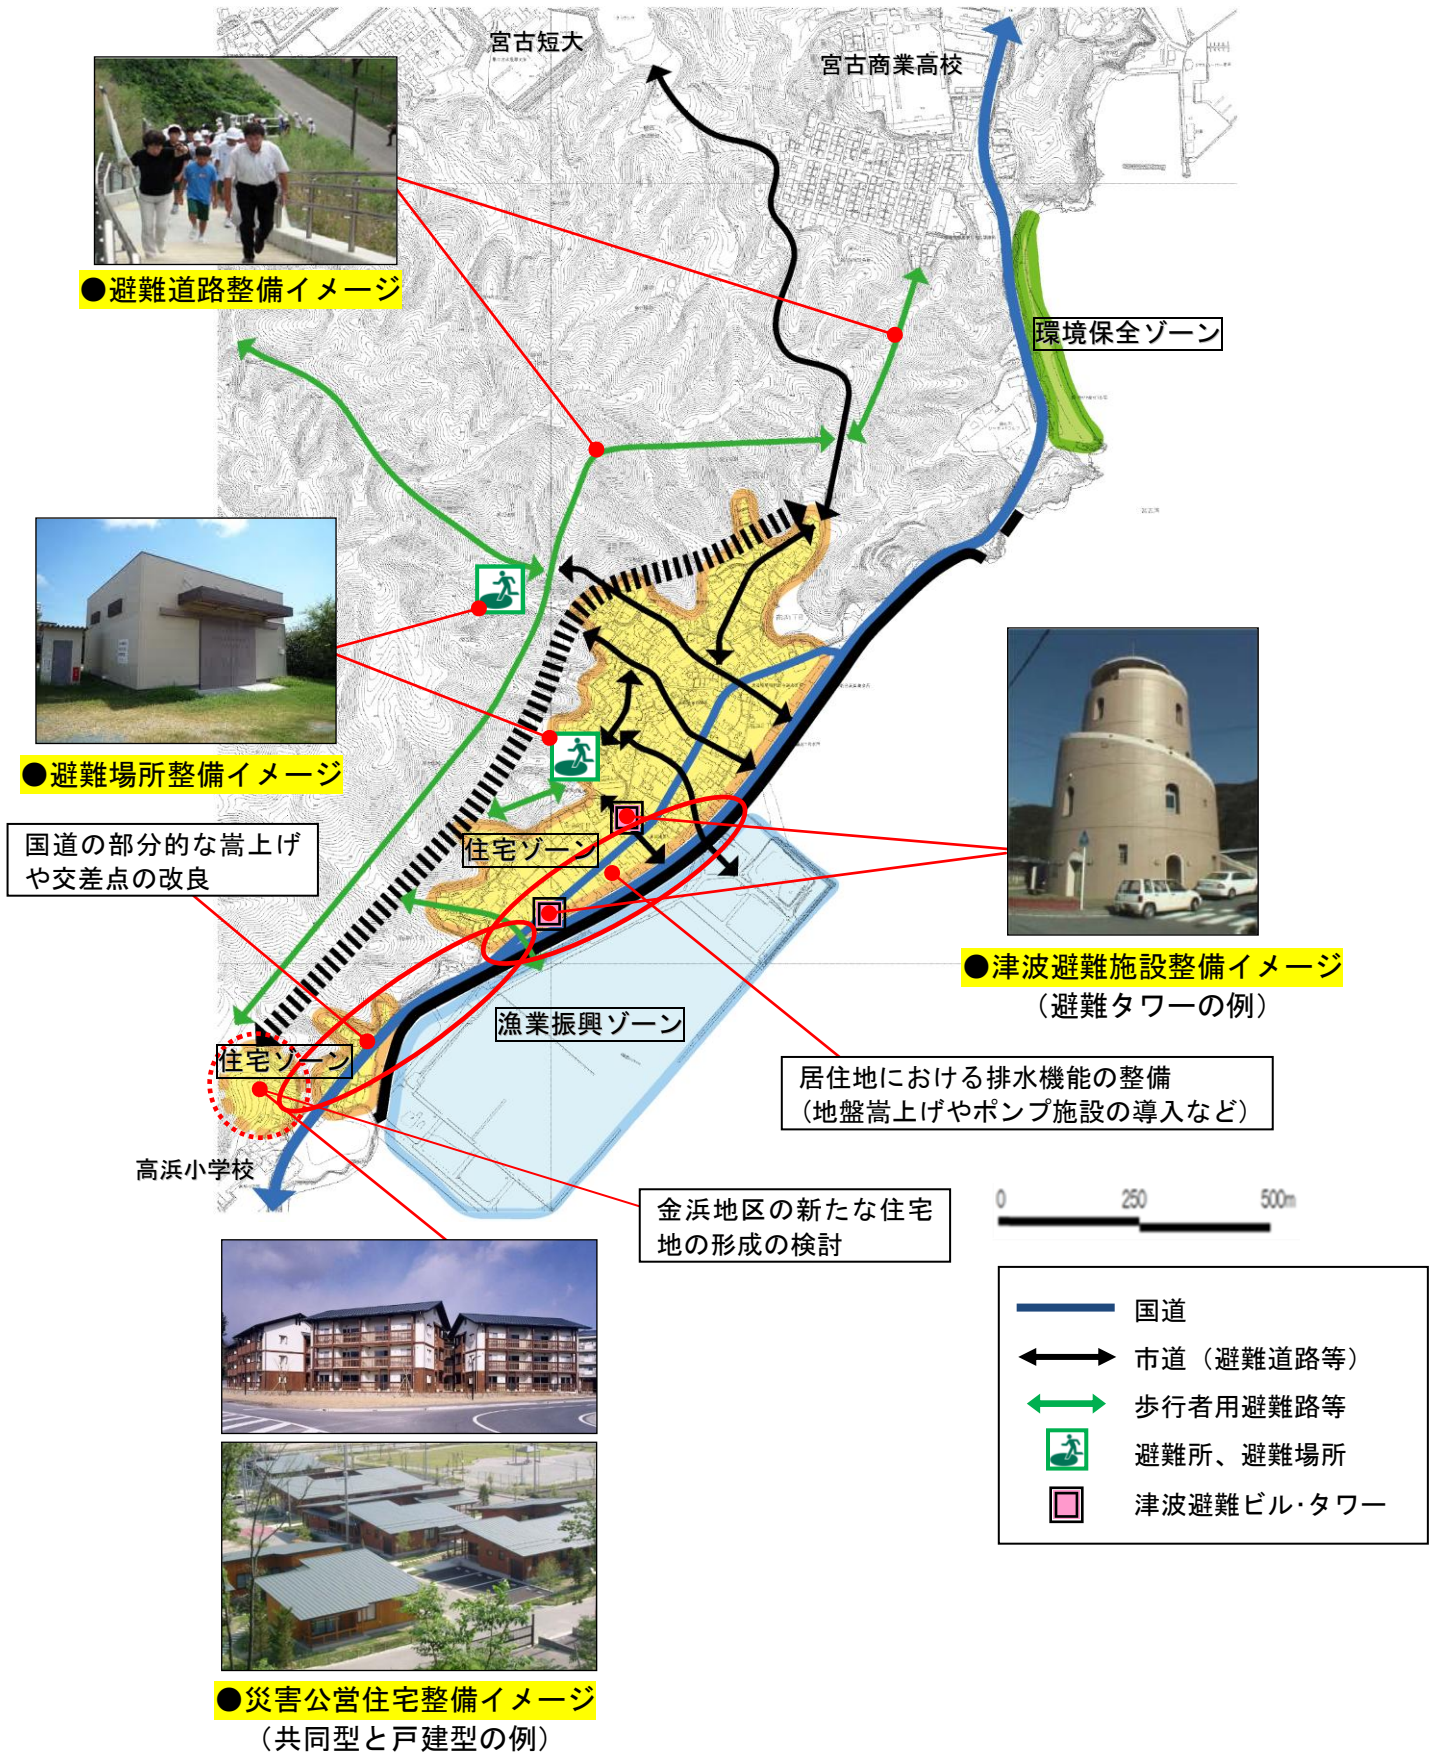 宮古短大
宮古商業高校
●避難道路整備イメージ
環境保全ゾーン
●避難場所整備イメージ
国道の部分的な嵩上げ
や交差点の改良
住宅ゾーン
●津波避難施設整備イメージ
（避難タワーの例）
漁業振興ゾーン
住宅ゾーン
居住地における排水機能の整備
（地盤嵩上げやポンプ施設の導入など）
高浜小学校
金浜地区の新たな住宅
地の形成の検討
0 250 500m
国道
市道（避難道路等）
歩行者用避難路等
避難所、避難場所
津波避難ビル・タワー
●災害公営住宅整備イメージ
（共同型と戸建型の例）